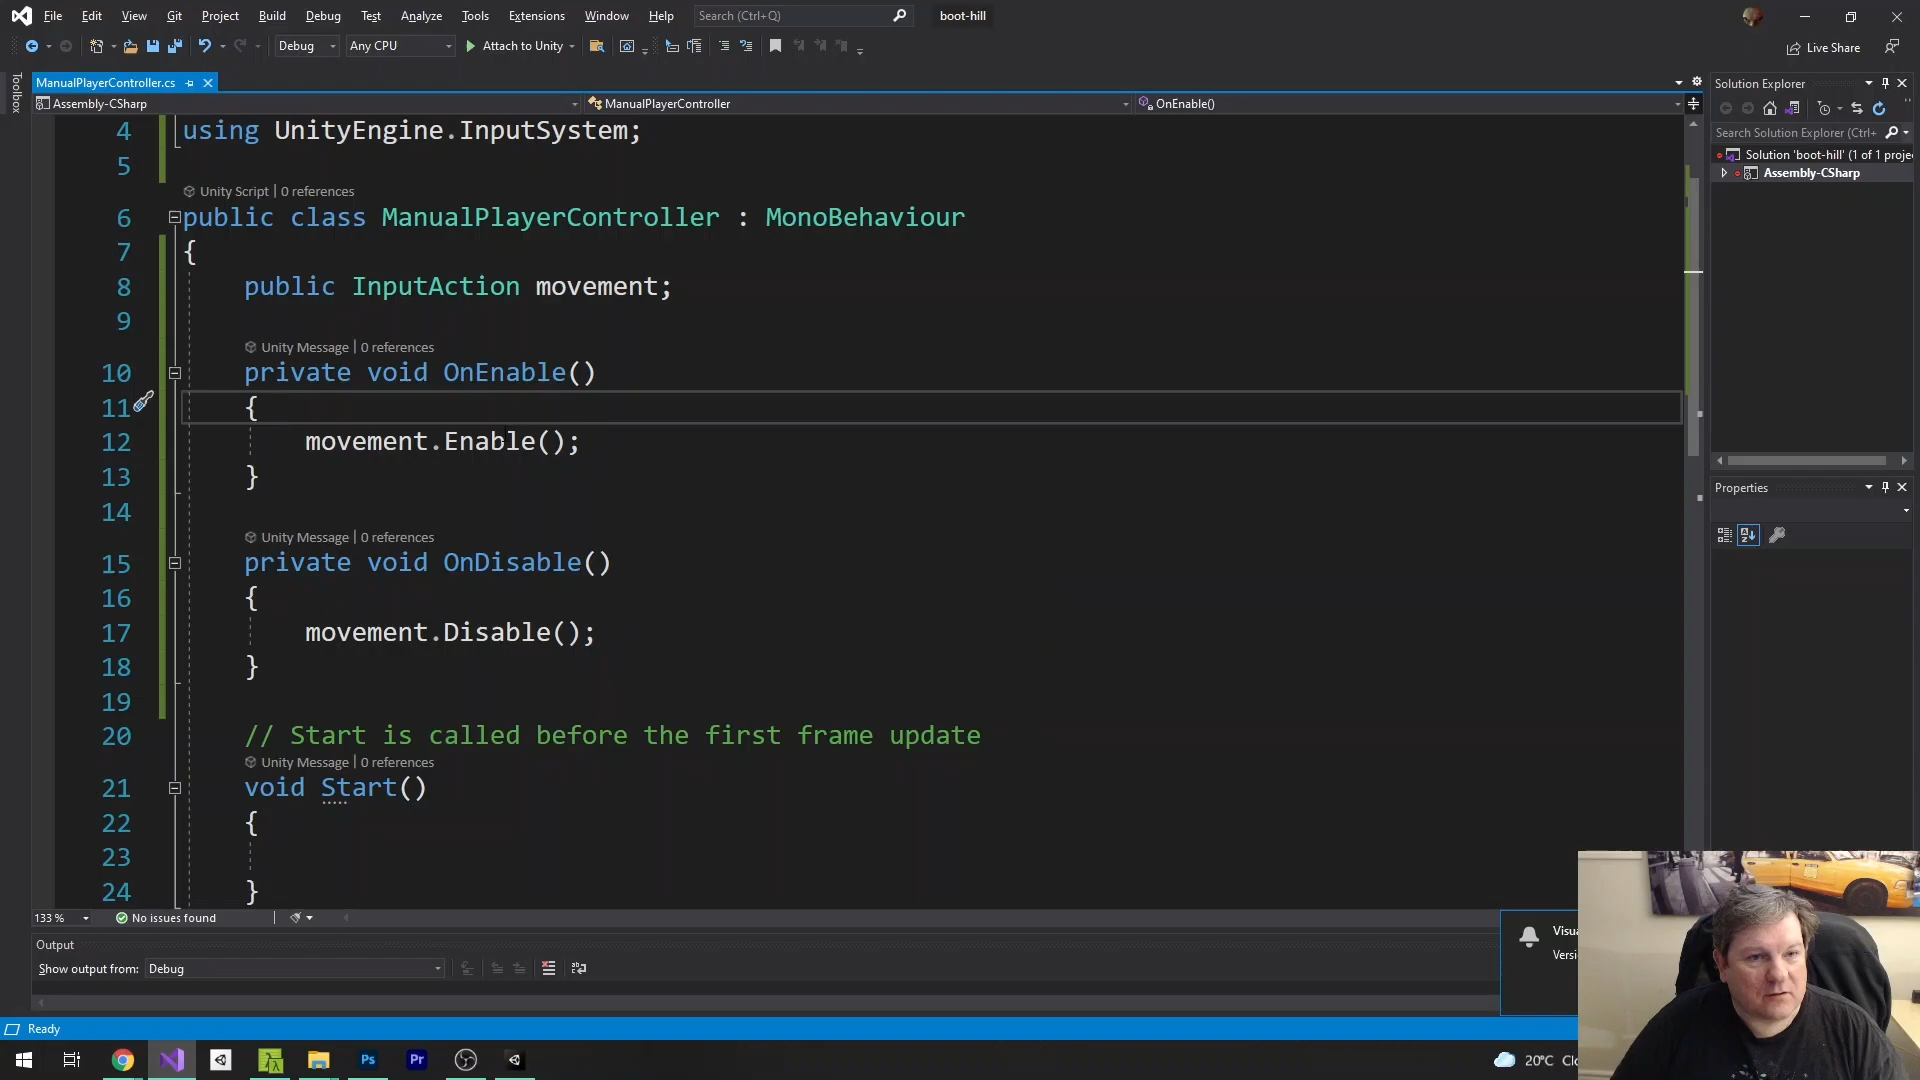 File Edit View Git Project Build Debug Test Analyze Tools Extensions Window Help Search (Ctrl+Q) boot-hill
Debug Any CPU Attach to Unity Live Share
Toolbox
ManualPlayerController.cs
Assembly-CSharp ManualPlayerController OnEnable()
4 using UnityEngine.InputSystem;
5
Unity Script | 0 references
6 public class ManualPlayerController : MonoBehaviour
7 {
8 public InputAction movement;
9
Unity Message | 0 references
10 private void OnEnable()
11 {
12 movement.Enable();
13 }
14
Unity Message | 0 references
15 private void OnDisable()
16 {
17 movement.Disable();
18 }
19
20 // Start is called before the first frame update
Unity Message | 0 references
21 void Start()
22 {
23
24 }
133 % No issues found
Output
Show output from: Debug
Ready
Solution Explorer
Search Solution Explorer (Ctrl+
Solution 'boot-hill' (1 of 1 proje
Assembly-CSharp
Properties
Visua
Versi
Ps Pr
20°C Clo